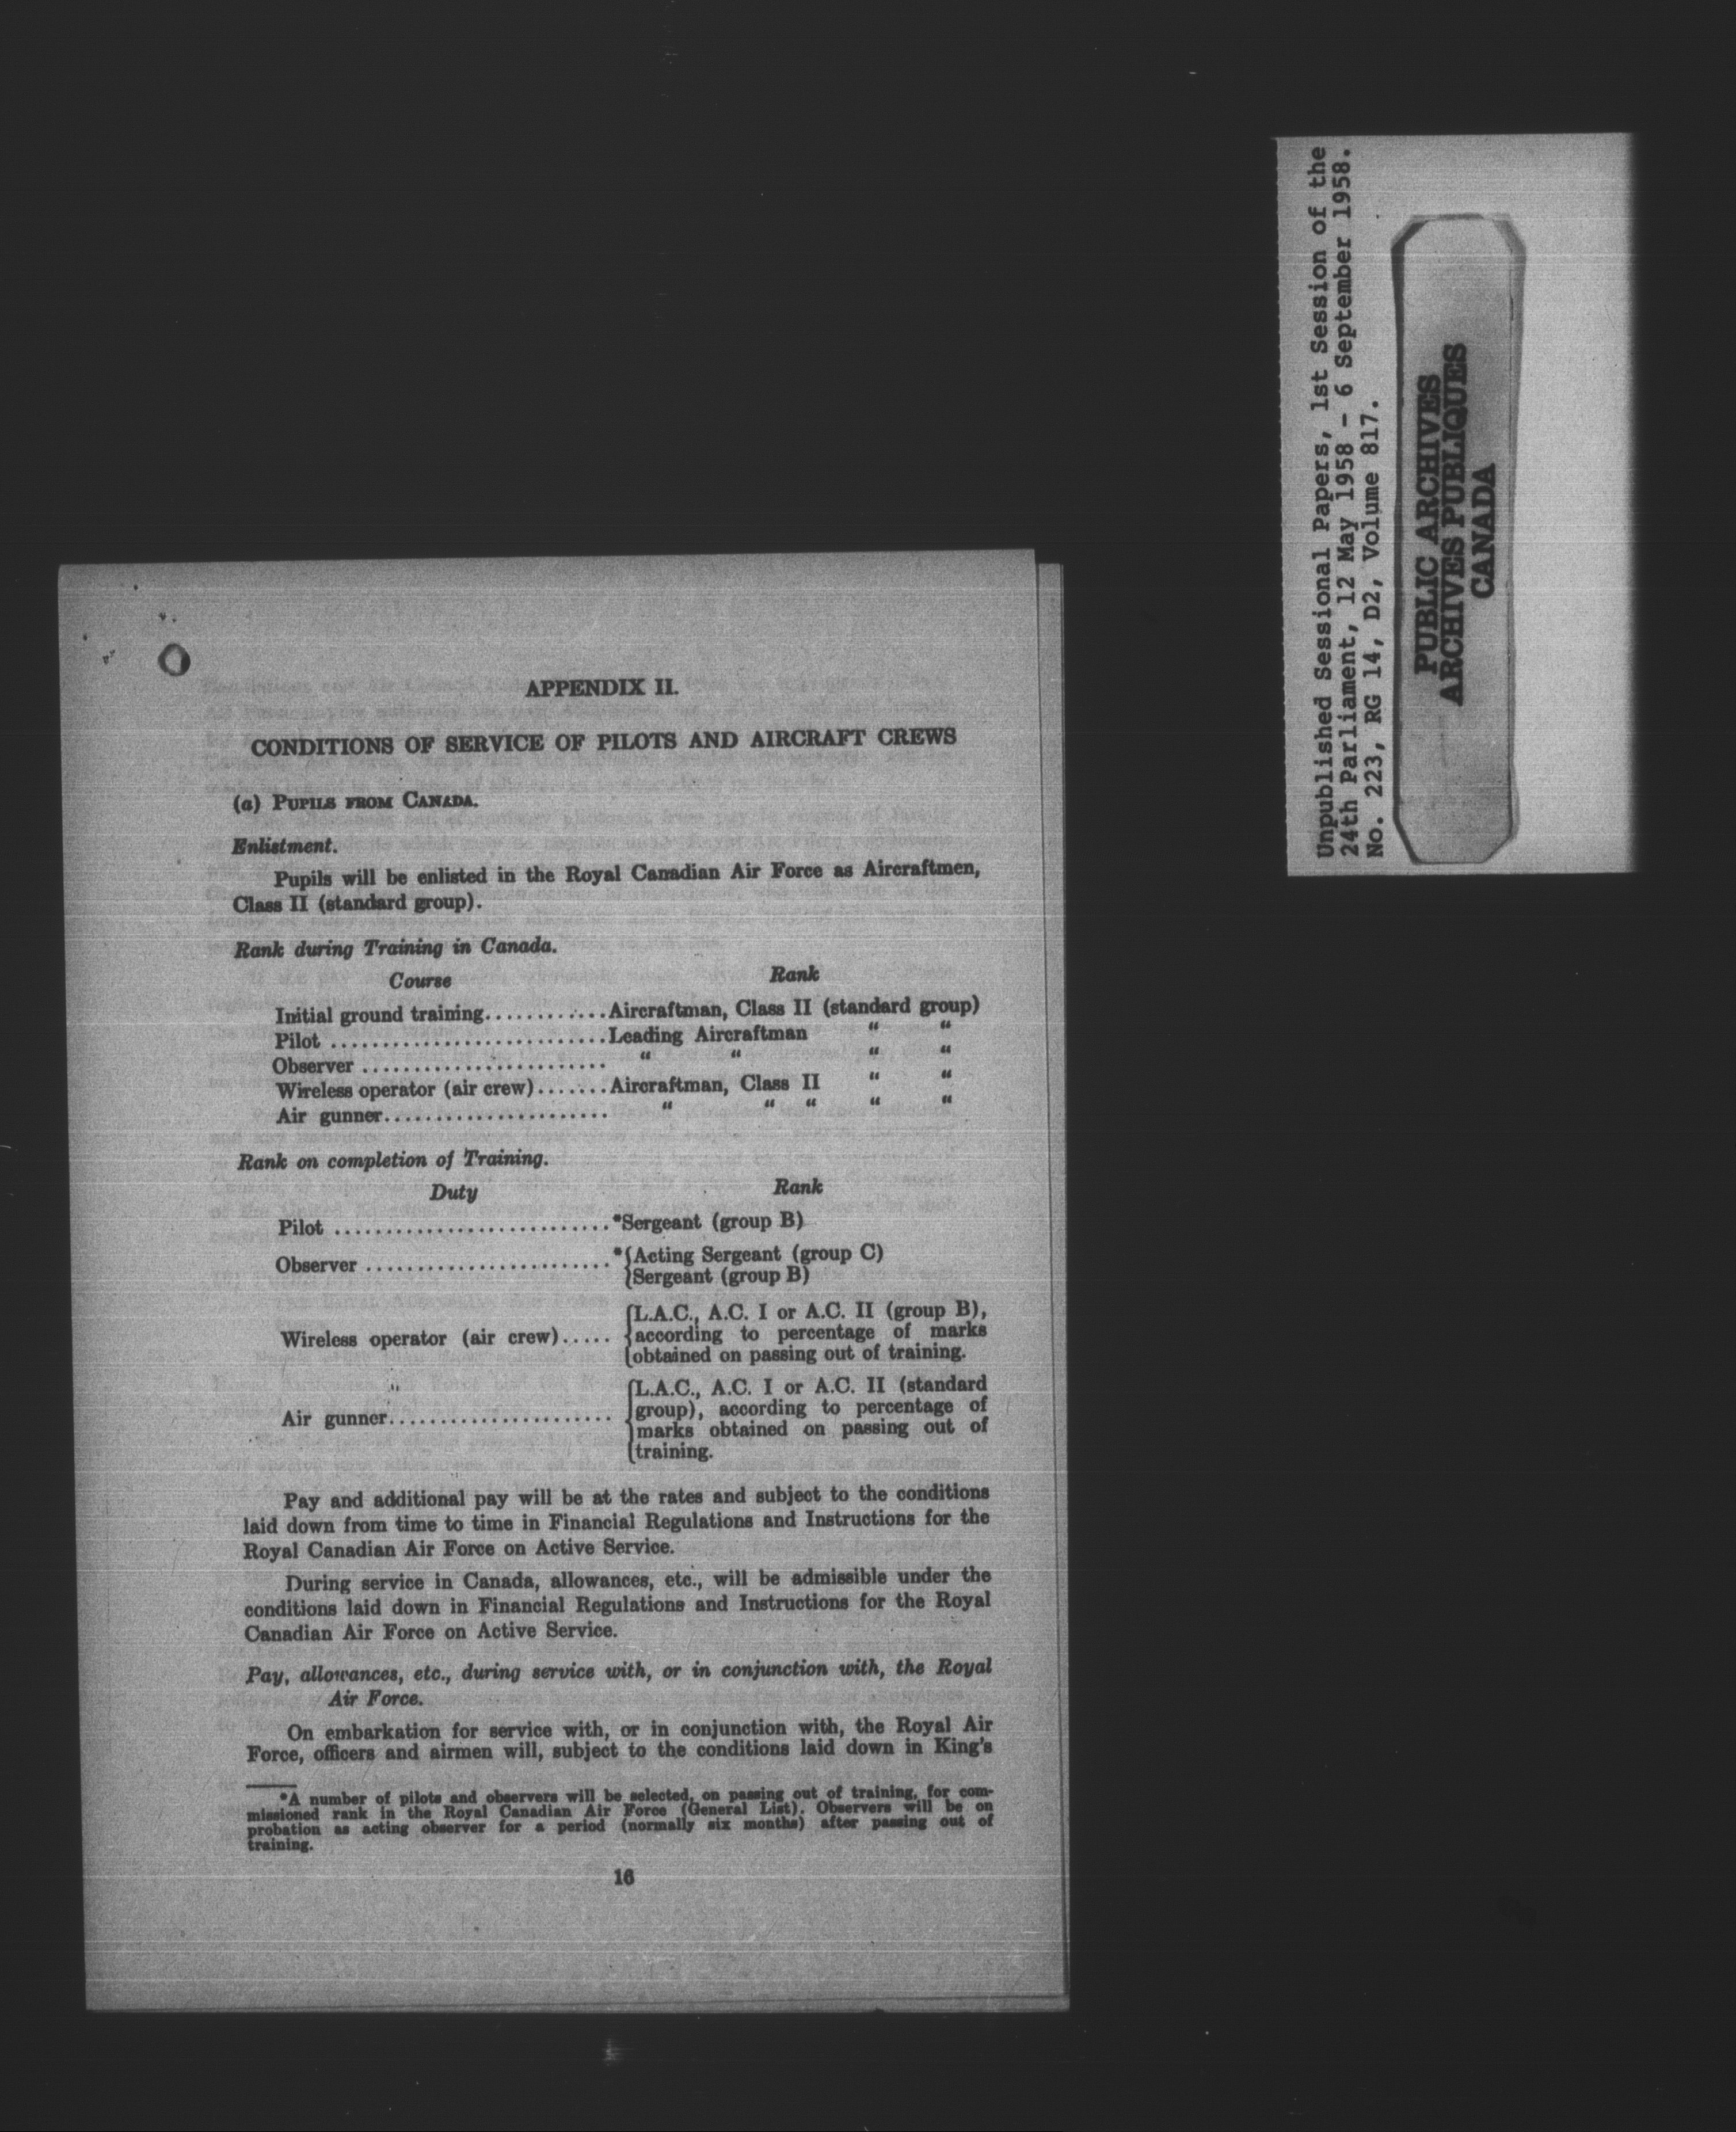 APPENDIX II.
CONDITIONS OF SERVICE OF PILOTS AND AIRCRAFT CREWS
(a) PUPILS FROM CANADA.
Enlistment.
Pupils will be enlisted in the Royal Canadian Air Force as Aircraftmen,
Class II (standard group).
Rank during Training in Canada.
Course Rank
Initial ground training............Aircraftman, Class II (standard group)
Pilot ...........................Leading Aircraftman " "
Observer ........................ " " " "
Wireless operator (air crew).......Aircraftman, Class II " "
Air gunner...................... " " " " "
Rank on completion of Training.
Duty Rank
Pilot ...........................*Sergeant (group B)
Observer ........................*{Acting Sergeant (group C)
Sergeant (group B)
Wireless operator (air crew)..... {L.A.C., A.C. I or A.C. II (group B),
according to percentage of marks
obtained on passing out of training.
Air gunner...................... {L.A.C., A.C. I or A.C. II (standard
group), according to percentage of
marks obtained on passing out of
training.
Pay and additional pay will be at the rates and subject to the conditions
laid down from time to time in Financial Regulations and Instructions for the
Royal Canadian Air Force on Active Service.
During service in Canada, allowances, etc., will be admissible under the
conditions laid down in Financial Regulations and Instructions for the Royal
Canadian Air Force on Active Service.
Pay, allowances, etc., during service with, or in conjunction with, the Royal
Air Force.
On embarkation for service with, or in conjunction with, the Royal Air
Force, officers and airmen will, subject to the conditions laid down in King's
*A number of pilots and observers will be selected, on passing out of training, for com-
missioned rank in the Royal Canadian Air Force (General List). Observers will be on
probation as acting observer for a period (normally six months) after passing out of
training.
16
Unpublished Sessional Papers, 1st Session of the
24th Parliament, 12 May 1958 - 6 September 1958.
No. 223, RG 14, D2, Volume 817.
PUBLIC ARCHIVES
ARCHIVES PUBLIQUES
CANADA